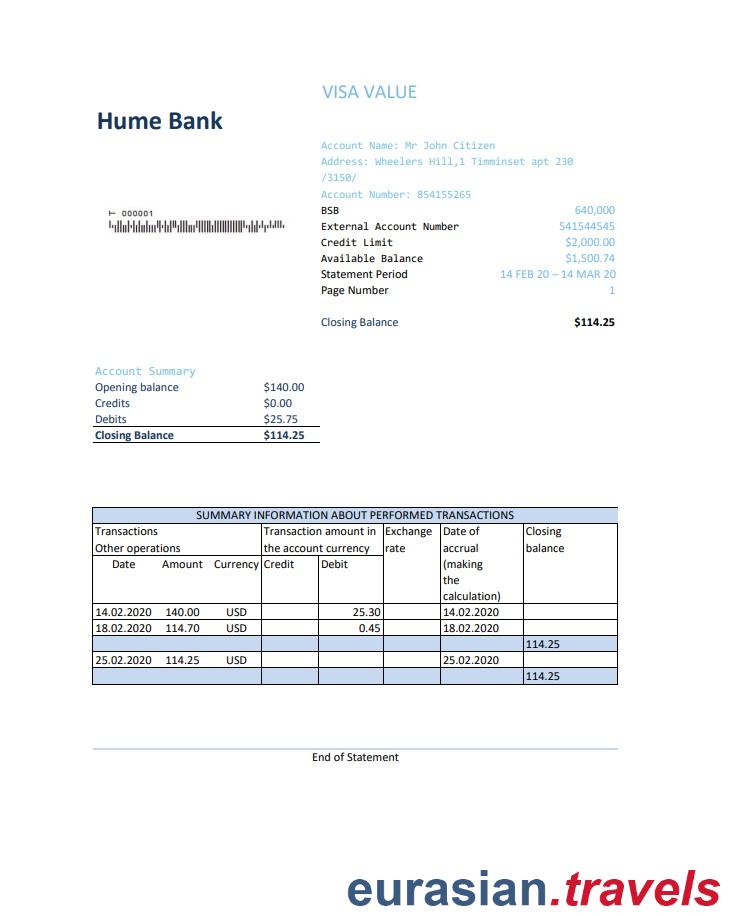 VISA VALUE
Hume Bank
Account Name: Mr John Citizen
Address: Wheelers Hill,1 Timminset apt 230
/3150/
Account Number: 854155265
000001
BSB 640,000
External Account Number 541544545
Credit Limit $2,000.00
Available Balance $1,500.74
Statement Period 14 FEB 20 – 14 MAR 20
Page Number 1
Closing Balance $114.25
Account Summary
Opening balance $140.00
Credits $0.00
Debits $25.75
Closing Balance $114.25
SUMMARY INFORMATION ABOUT PERFORMED TRANSACTIONS
Transactions Transaction amount in Exchange Date of Closing
Other operations the account currency rate accrual balance
Date Amount Currency Credit Debit (making
the
calculation)
14.02.2020 140.00 USD 25.30 14.02.2020
18.02.2020 114.70 USD 0.45 18.02.2020
114.25
25.02.2020 114.25 USD 25.02.2020
114.25
End of Statement
eurasian.travels